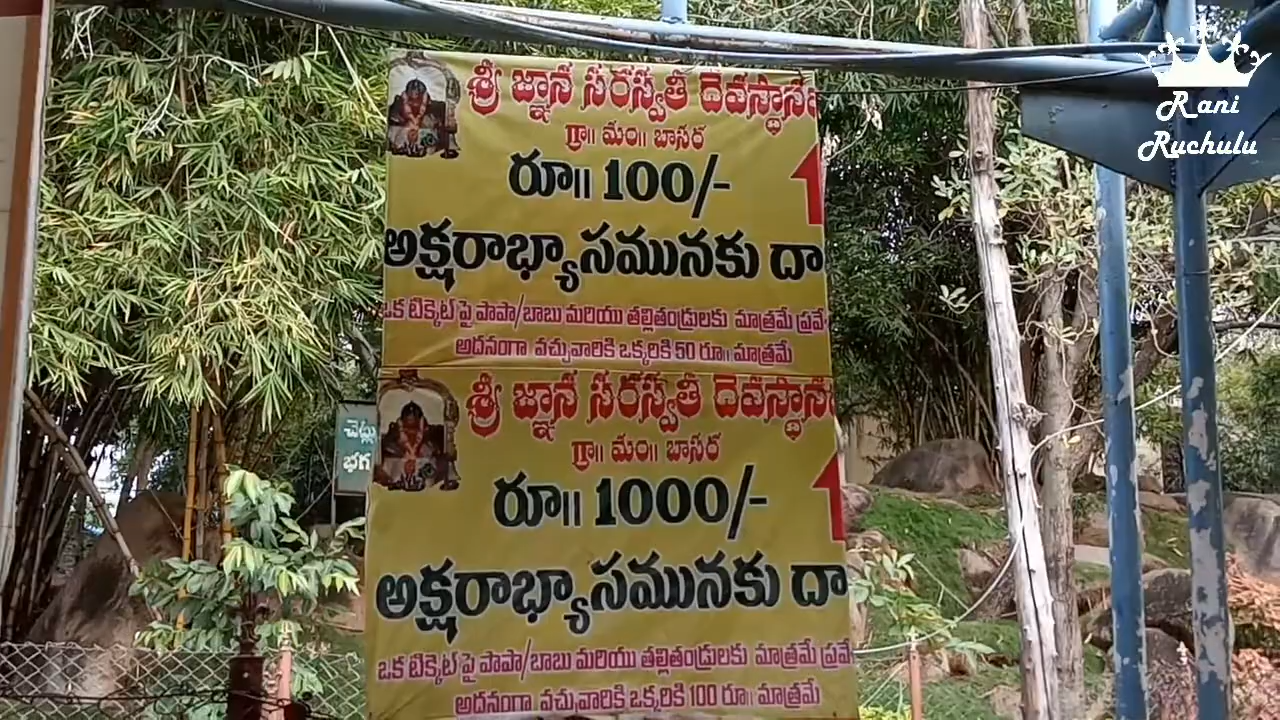 Rani
Ruchulu
శ్రీ జ్ఞాన సరస్వతీ దేవస్థాన
గ్రా॥ మం॥ బాసర
రూ॥ 100/-
అక్షరాభ్యాసమునకు దా
ఒక టిక్కెట్ పై పాపా/బాబు మరియు తల్లితండ్రులకు మాత్రమే ప్రవే
అదనంగా వచ్చువారికి ఒక్కరికి 50 రూ॥ మాత్రమే
శ్రీ జ్ఞాన సరస్వతీ దేవస్థాన
గ్రా॥ మం॥ బాసర
రూ॥ 1000/-
అక్షరాభ్యాసమునకు దా
ఒక టిక్కెట్ పై పాపా/బాబు మరియు తల్లితండ్రులకు మాత్రమే ప్రవే
అదనంగా వచ్చువారికి ఒక్కరికి 100 రూ॥ మాత్రమే
చెట్లు
భగ